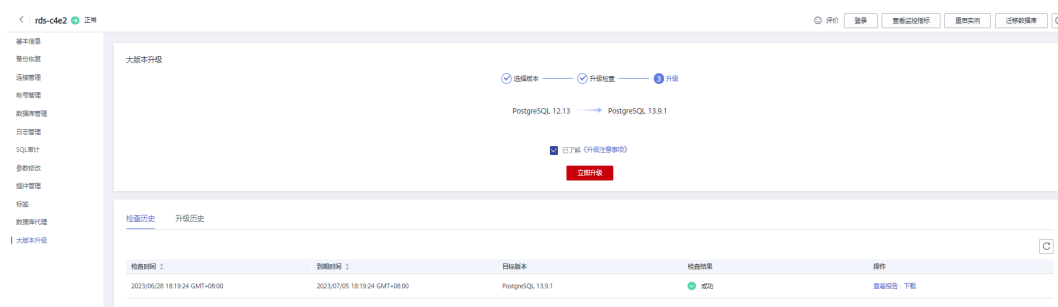 rds-c4e2 正常
评价 登录 查看监控指标 重启实例 迁移数据库
基本信息
备份恢复
连接管理
帐号管理
数据库管理
日志管理
SQL审计
参数修改
插件管理
标签
数据库代理
大版本升级
大版本升级
选择版本 升级检查 3 升级
PostgreSQL 12.13 PostgreSQL 13.9.1
已了解《升级注意事项》
立即升级
检查历史 升级历史
检查时间 到期时间 目标版本 检查结果 操作
2023/06/28 18:19:24 GMT+08:00 2023/07/05 18:19:24 GMT+08:00 PostgreSQL 13.9.1 成功 查看报告 下载